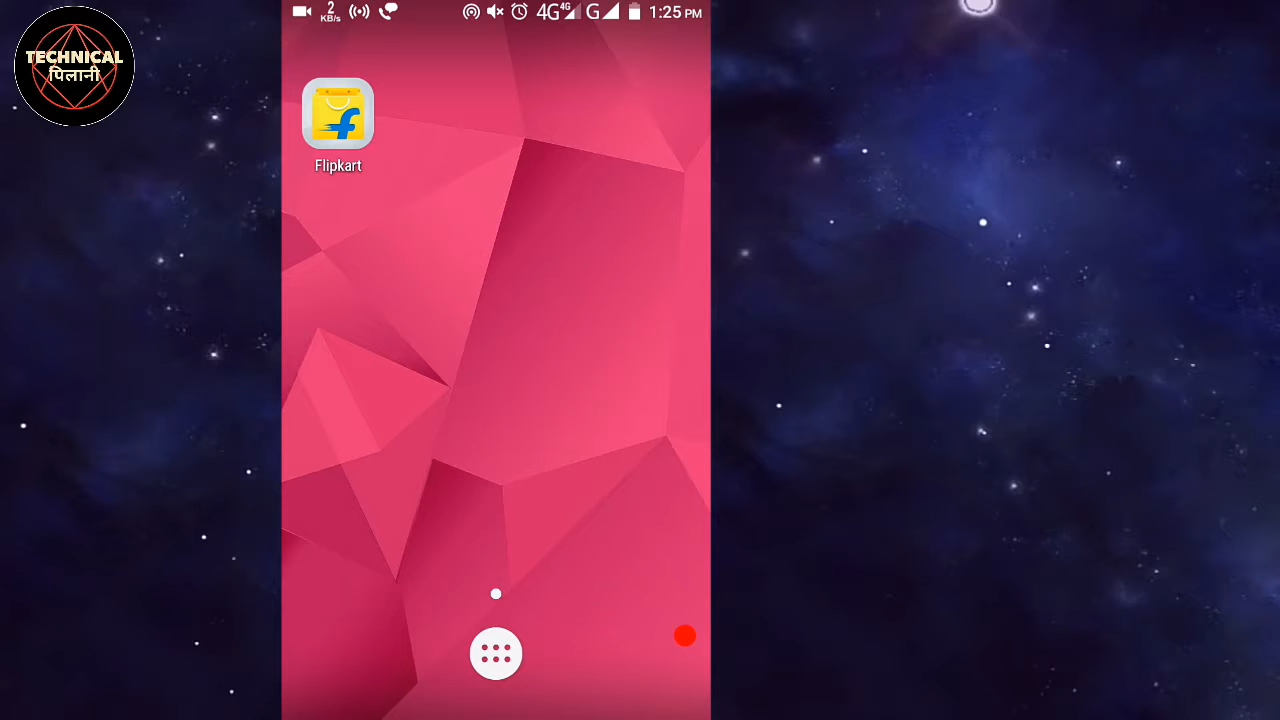 TECHNICAL
पिलानी
2
KB/s
4G 4G G 1:25 PM
Flipkart